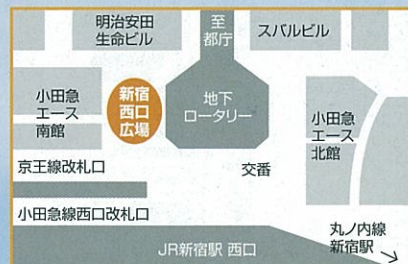 明治安田
生命ビル
至
都庁
スバルビル
小田急
エース
南館
新宿
西口
広場
地下
ロータリー
小田急
エース
北館
京王線改札口
交番
小田急線西口改札口
丸ノ内線
新宿駅
JR新宿駅 西口